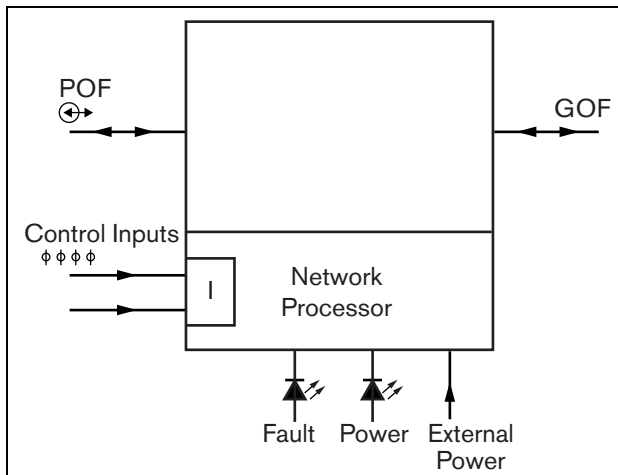 POF
GOF
Control Inputs
ϕ ϕ ϕ ϕ
I
Network
Processor
Fault
Power
External
Power